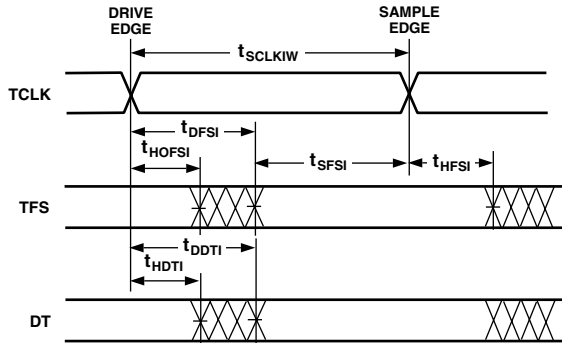 DRIVE
EDGE
SAMPLE
EDGE
tSCLKIW
TCLK
tDFSI
tHOFSI
tSFSI
tHFSI
TFS
tDDTI
tHDTI
DT